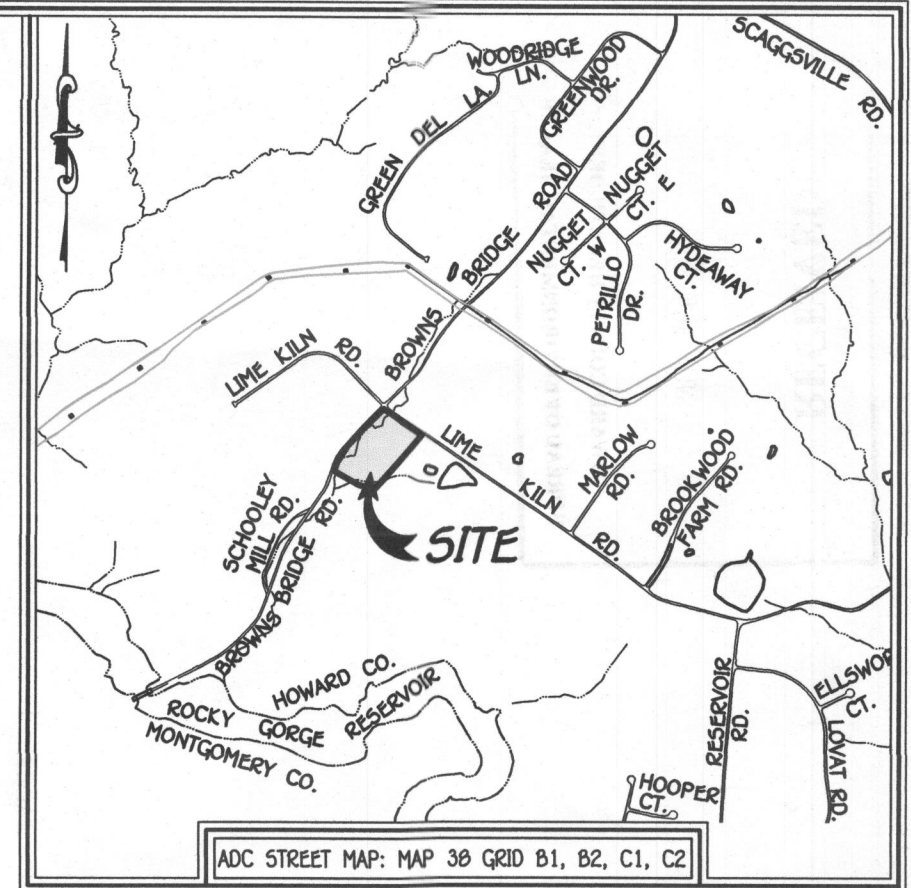 SCAGGSVILLE RD.
WOODRIDGE
LN.
GREENWOOD
DR.
GREEN DEL LA.
BROWNS BRIDGE ROAD
NUGGET
CT. E
NUGGET
CT. W
HYDEAWAY
CT.
PETRILLO
DR.
LIME KILN RD.
LIME KILN RD.
MARLOW
RD.
BROOKWOOD
FARM RD.
SCHOOLEY
MILL RD.
BROWNS BRIDGE RD.
SITE
HOWARD CO.
ROCKY GORGE RESERVOIR
MONTGOMERY CO.
RESERVOIR
RD.
ELLSWOR
CT.
LOVAT RD.
HOOPER
CT.
ADC STREET MAP: MAP 38 GRID B1, B2, C1, C2